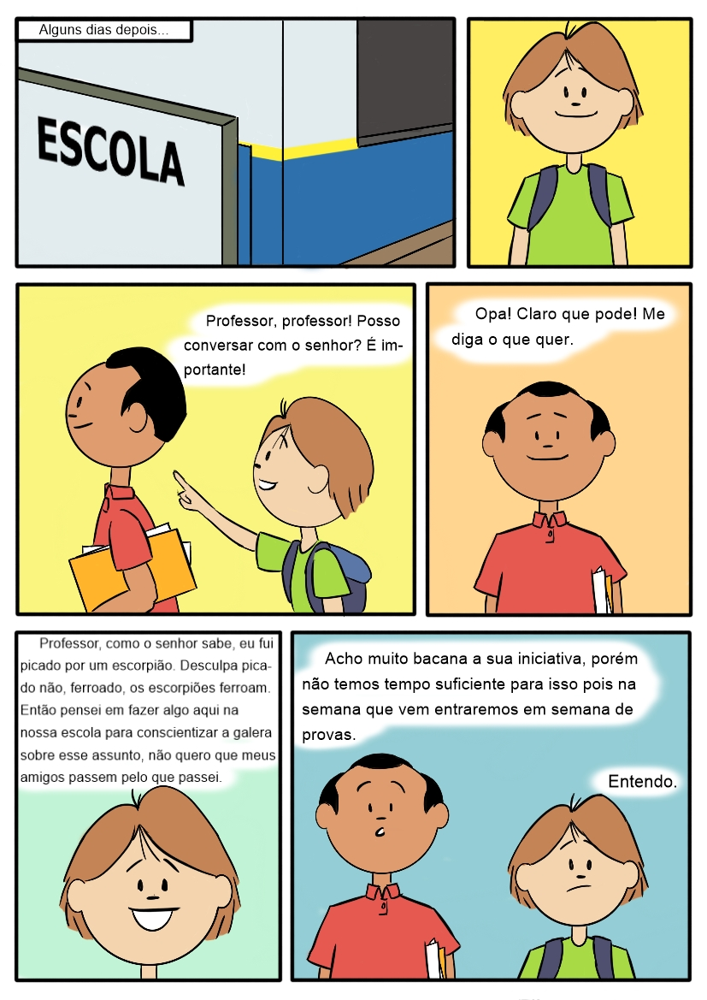 Alguns dias depois...
ESCOLA
Professor, professor! Posso
conversar com o senhor? É im-
portante!
Opa! Claro que pode! Me
diga o que quer.
Professor, como o senhor sabe, eu fui
picado por um escorpião. Desculpa pica-
do não, ferroado, os escorpiões ferroam.
Então pensei em fazer algo aqui na
nossa escola para conscientizar a galera
sobre esse assunto, não quero que meus
amigos passem pelo que passei.
Acho muito bacana a sua iniciativa, porém
não temos tempo suficiente para isso pois na
semana que vem entraremos em semana de
provas.
Entendo.